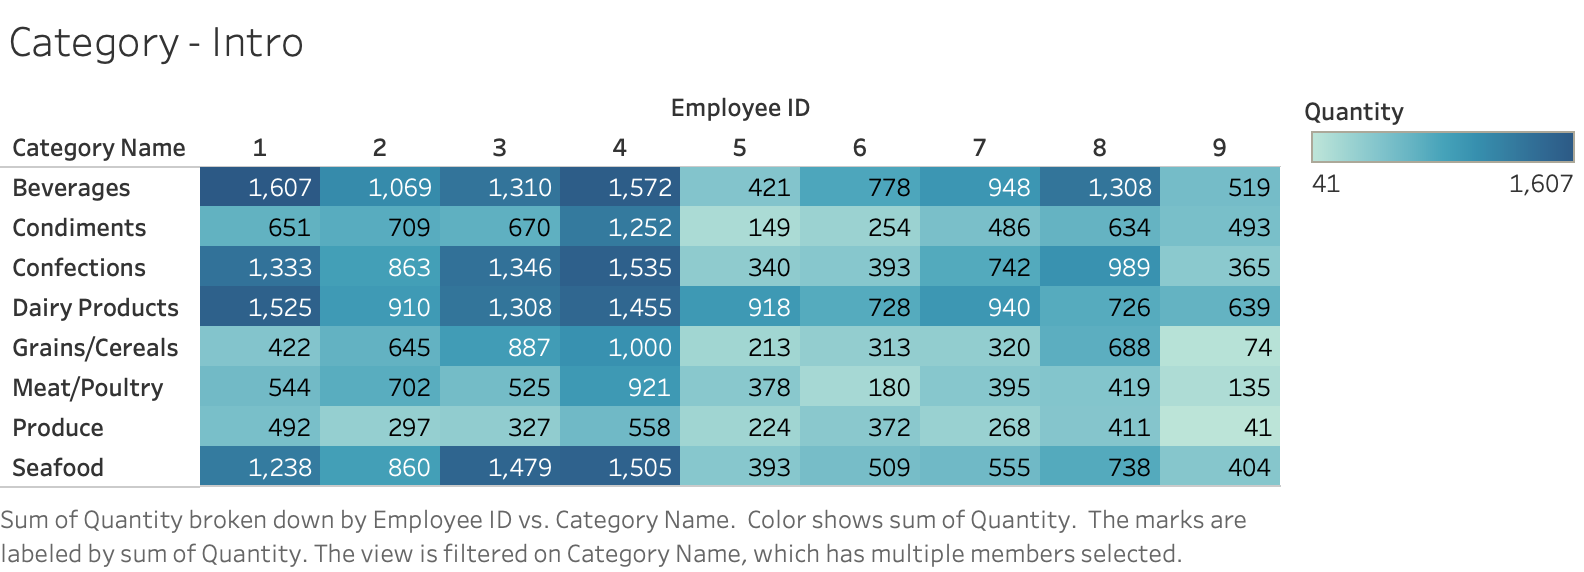 Category - Intro
Employee ID
Quantity
Category Name 1 2 3 4 5 6 7 8 9
41 1,607
Beverages 1,607 1,069 1,310 1,572 421 778 948 1,308 519
Condiments 651 709 670 1,252 149 254 486 634 493
Confections 1,333 863 1,346 1,535 340 393 742 989 365
Dairy Products 1,525 910 1,308 1,455 918 728 940 726 639
Grains/Cereals 422 645 887 1,000 213 313 320 688 74
Meat/Poultry 544 702 525 921 378 180 395 419 135
Produce 492 297 327 558 224 372 268 411 41
Seafood 1,238 860 1,479 1,505 393 509 555 738 404
Sum of Quantity broken down by Employee ID vs. Category Name.  Color shows sum of Quantity.  The marks are
labeled by sum of Quantity. The view is filtered on Category Name, which has multiple members selected.